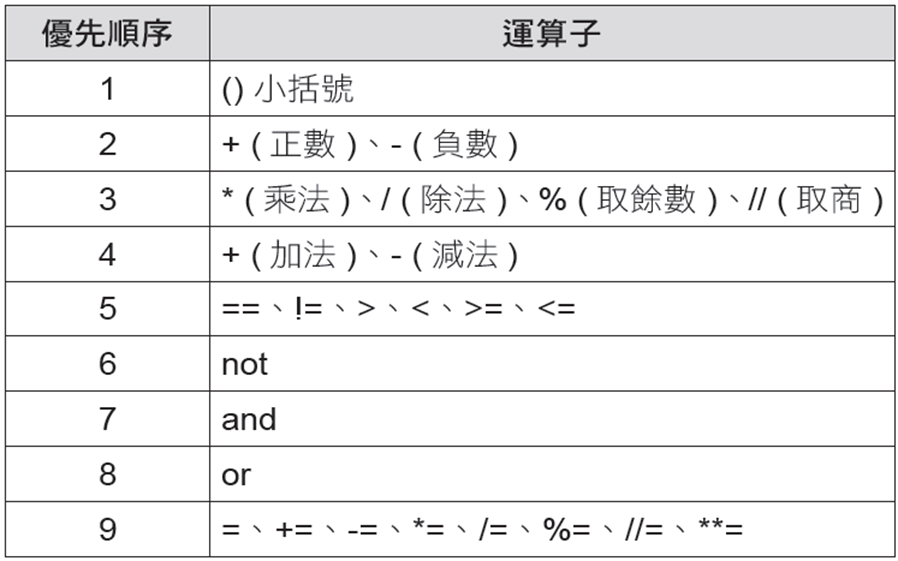 優先順序 運算子
1 () 小括號
2 + ( 正數 )、- ( 負數 )
3 * ( 乘法 )、/ ( 除法 )、% ( 取餘數 )、// ( 取商 )
4 + ( 加法 )、- ( 減法 )
5 ==、!=、>、<、>=、<=
6 not
7 and
8 or
9 =、+=、-=、*=、/=、%=、//=、**=